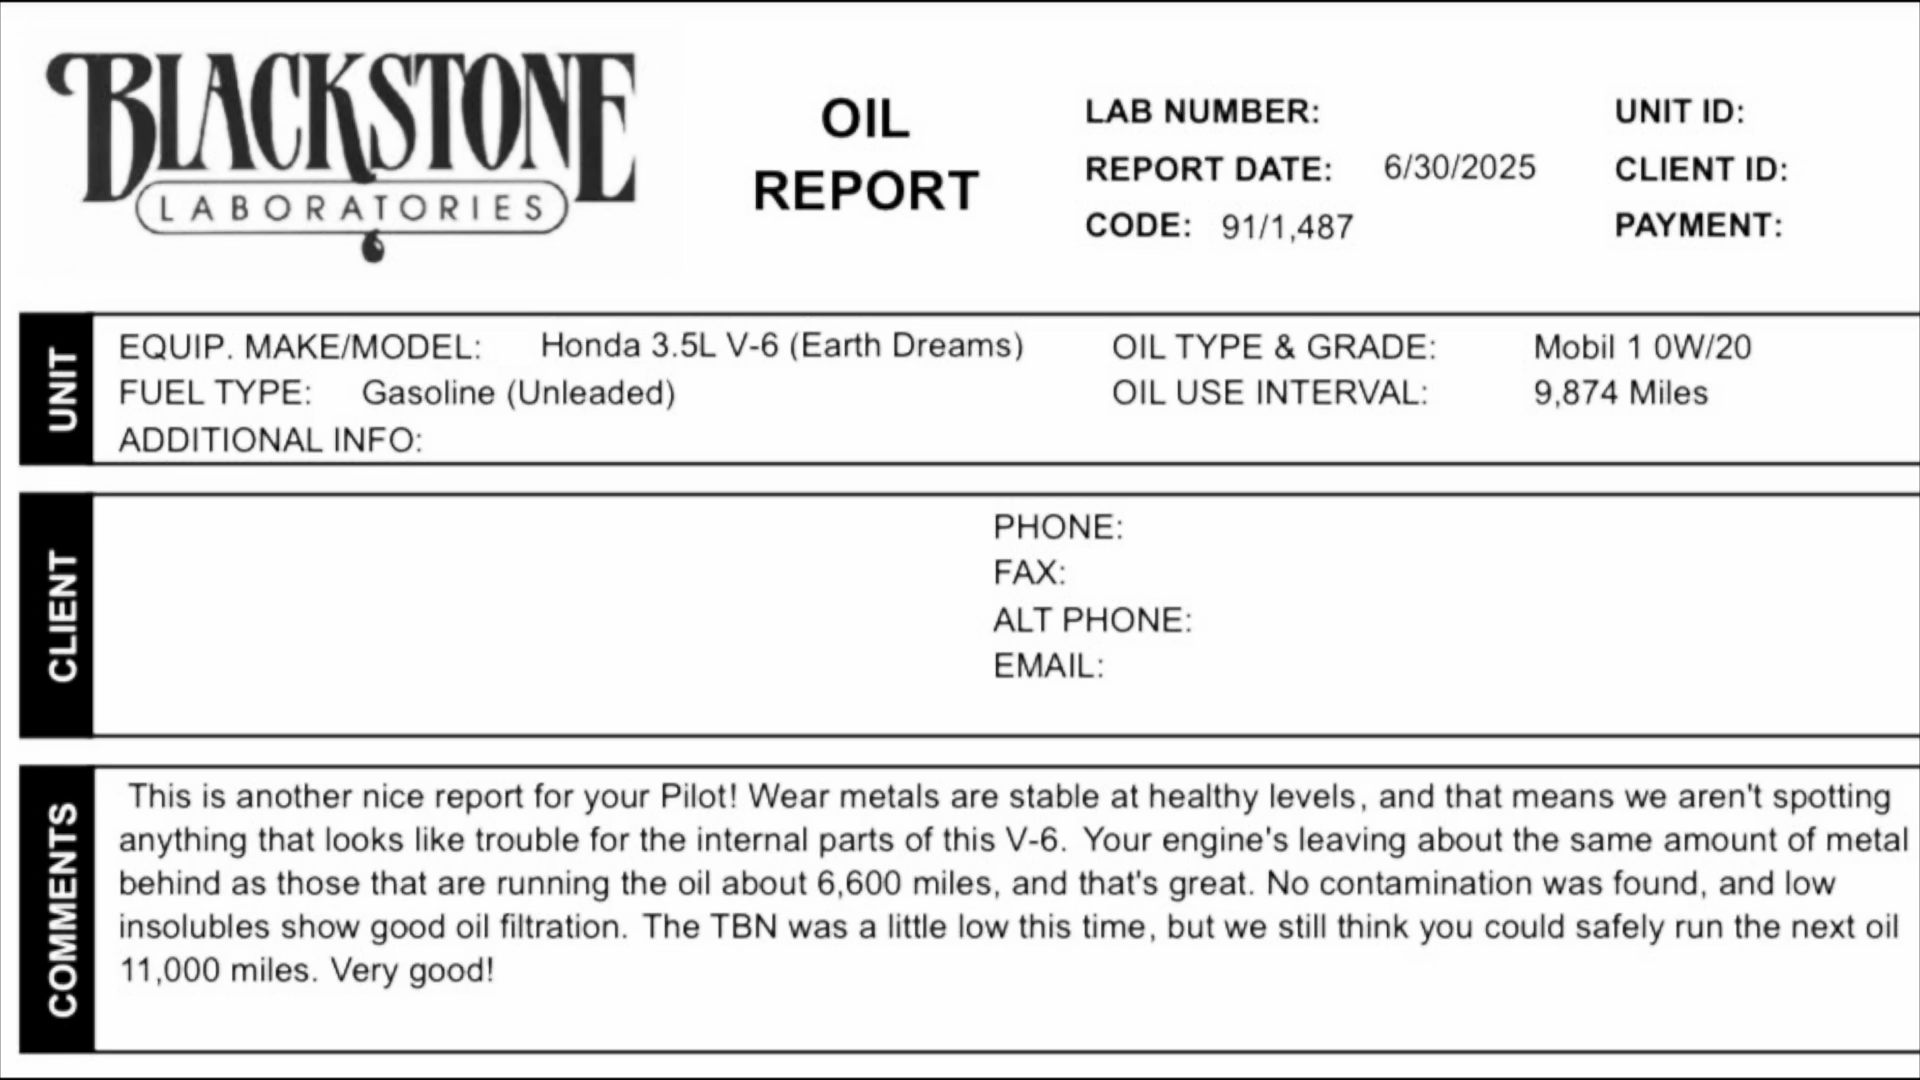 BLACKSTONE
LABORATORIES
OIL
REPORT
LAB NUMBER:
REPORT DATE: 6/30/2025
CODE: 91/1,487
UNIT ID:
CLIENT ID:
PAYMENT:
UNIT
EQUIP. MAKE/MODEL: Honda 3.5L V-6 (Earth Dreams)
FUEL TYPE: Gasoline (Unleaded)
ADDITIONAL INFO:
OIL TYPE & GRADE: Mobil 1 0W/20
OIL USE INTERVAL: 9,874 Miles
CLIENT
PHONE:
FAX:
ALT PHONE:
EMAIL:
COMMENTS
This is another nice report for your Pilot! Wear metals are stable at healthy levels, and that means we aren't spotting
anything that looks like trouble for the internal parts of this V-6. Your engine's leaving about the same amount of metal
behind as those that are running the oil about 6,600 miles, and that's great. No contamination was found, and low
insolubles show good oil filtration. The TBN was a little low this time, but we still think you could safely run the next oil
11,000 miles. Very good!